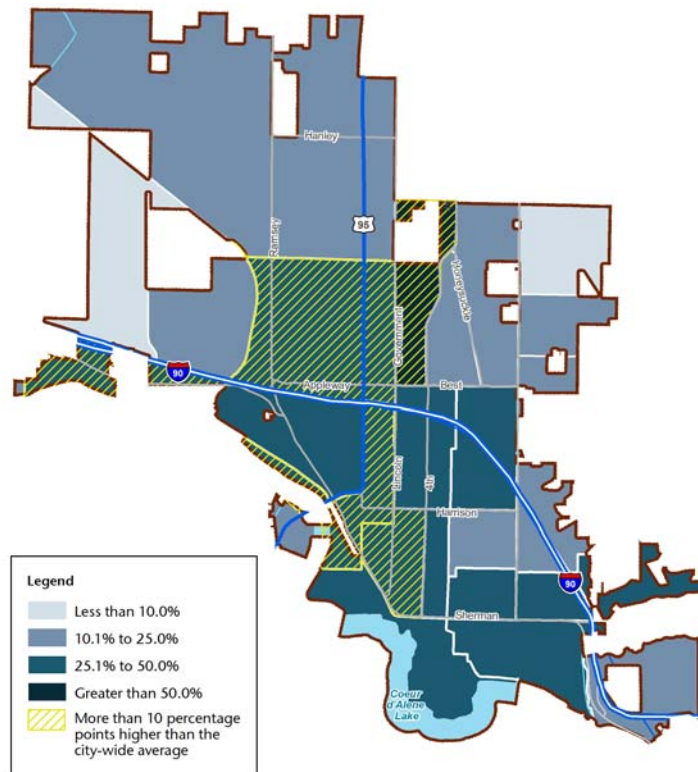 Hanley
Ramsey
95
Honeysuckle
Government
90
Appleway
Best
Lincoln
4th
Harrison
90
Sherman
Coeur
d'Alene
Lake
Legend
Less than 10.0%
10.1% to 25.0%
25.1% to 50.0%
Greater than 50.0%
More than 10 percentage
points higher than the
city-wide average